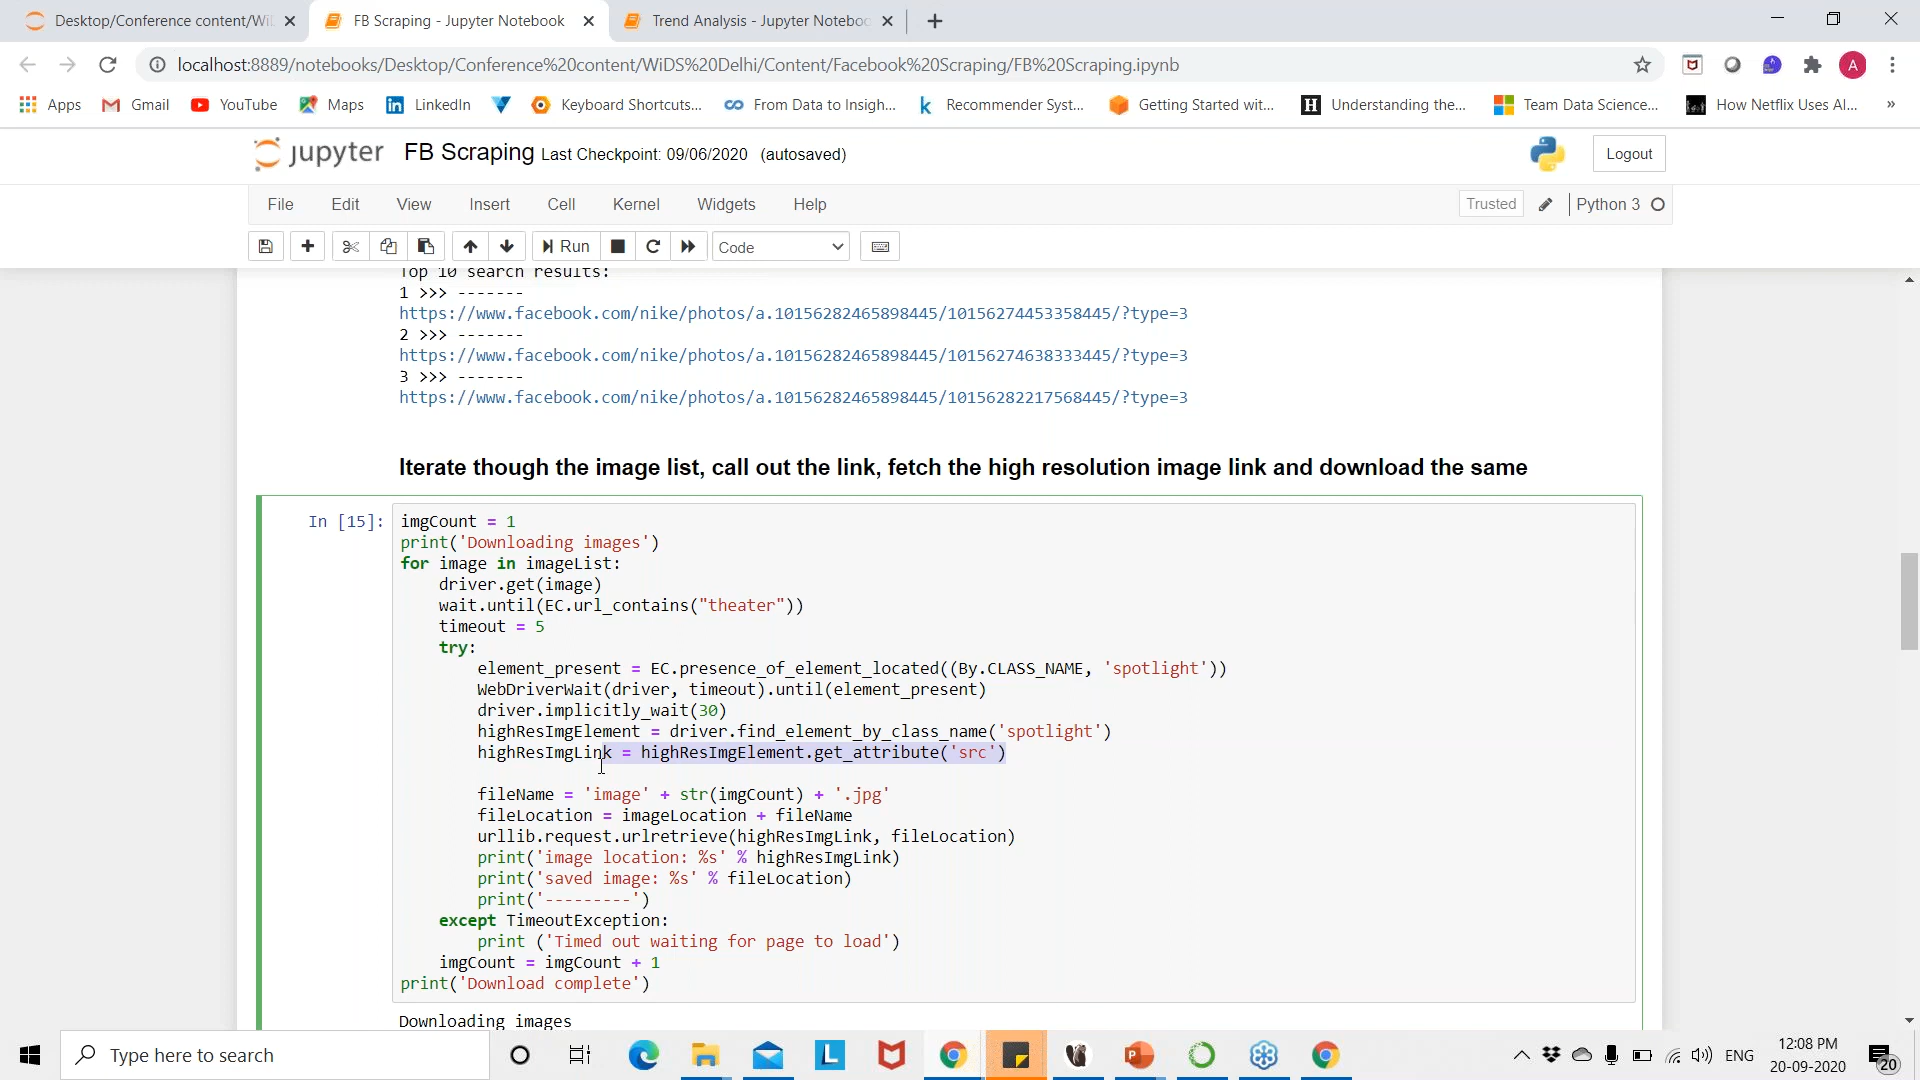 Desktop/Conference content/Wi
FB Scraping - Jupyter Notebook
Trend Analysis - Jupyter Noteboo
localhost:8889/notebooks/Desktop/Conference%20content/WiDS%20Delhi/Content/Facebook%20Scraping/FB%20Scraping.ipynb
A
Apps Gmail YouTube Maps LinkedIn Keyboard Shortcuts... From Data to Insigh... Recommender Syst... Getting Started wit... Understanding the... Team Data Science... How Netflix Uses Al... »
jupyter FB Scraping Last Checkpoint: 09/06/2020 (autosaved) Logout
File Edit View Insert Cell Kernel Widgets Help Trusted Python 3
Run Code
Top 10 search results:
1 >>> -------
https://www.facebook.com/nike/photos/a.10156282465898445/10156274453358445/?type=3
2 >>> -------
https://www.facebook.com/nike/photos/a.10156282465898445/10156274638333445/?type=3
3 >>> -------
https://www.facebook.com/nike/photos/a.10156282465898445/10156282217568445/?type=3
Iterate though the image list, call out the link, fetch the high resolution image link and download the same
In [15]: imgCount = 1
print('Downloading images')
for image in imageList:
driver.get(image)
wait.until(EC.url_contains("theater"))
timeout = 5
try:
element_present = EC.presence_of_element_located((By.CLASS_NAME, 'spotlight'))
WebDriverWait(driver, timeout).until(element_present)
driver.implicitly_wait(30)
highResImgElement = driver.find_element_by_class_name('spotlight')
highResImgLink = highResImgElement.get_attribute('src')
fileName = 'image' + str(imgCount) + '.jpg'
fileLocation = imageLocation + fileName
urllib.request.urlretrieve(highResImgLink, fileLocation)
print('image location: %s' % highResImgLink)
print('saved image: %s' % fileLocation)
print('---------')
except TimeoutException:
print ('Timed out waiting for page to load')
imgCount = imgCount + 1
print('Download complete')
Downloading images
Type here to search
ENG
12:08 PM
20-09-2020
20